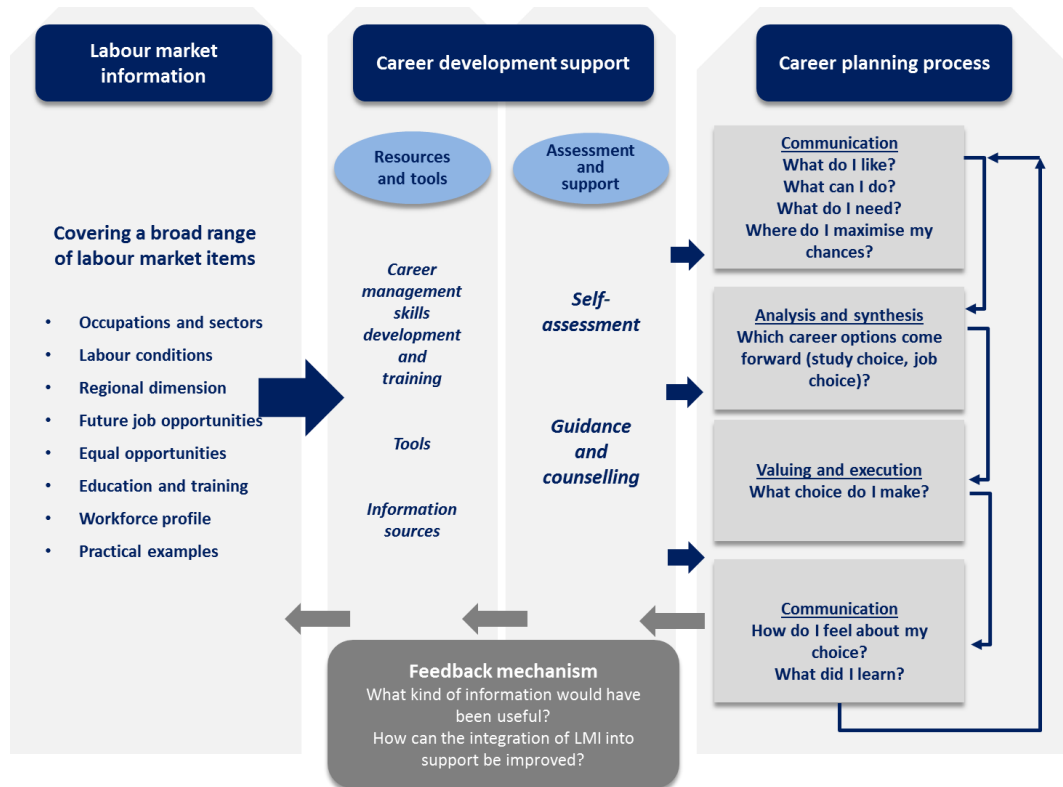 Labour market
information
Covering a broad range
of labour market items
• Occupations and sectors
• Labour conditions
• Regional dimension
• Future job opportunities
• Equal opportunities
• Education and training
• Workforce profile
• Practical examples
Career development support
Resources
and tools
Career
management
skills
development
and
training
Tools
Information
sources
Assessment
and
support
Self-
assessment
Guidance
and
counselling
Career planning process
Communication
What do I like?
What can I do?
What do I need?
Where do I maximise my
chances?
Analysis and synthesis
Which career options come
forward (study choice, job
choice)?
Valuing and execution
What choice do I make?
Communication
How do I feel about my
choice?
What did I learn?
Feedback mechanism
What kind of information would have
been useful?
How can the integration of LMI into
support be improved?